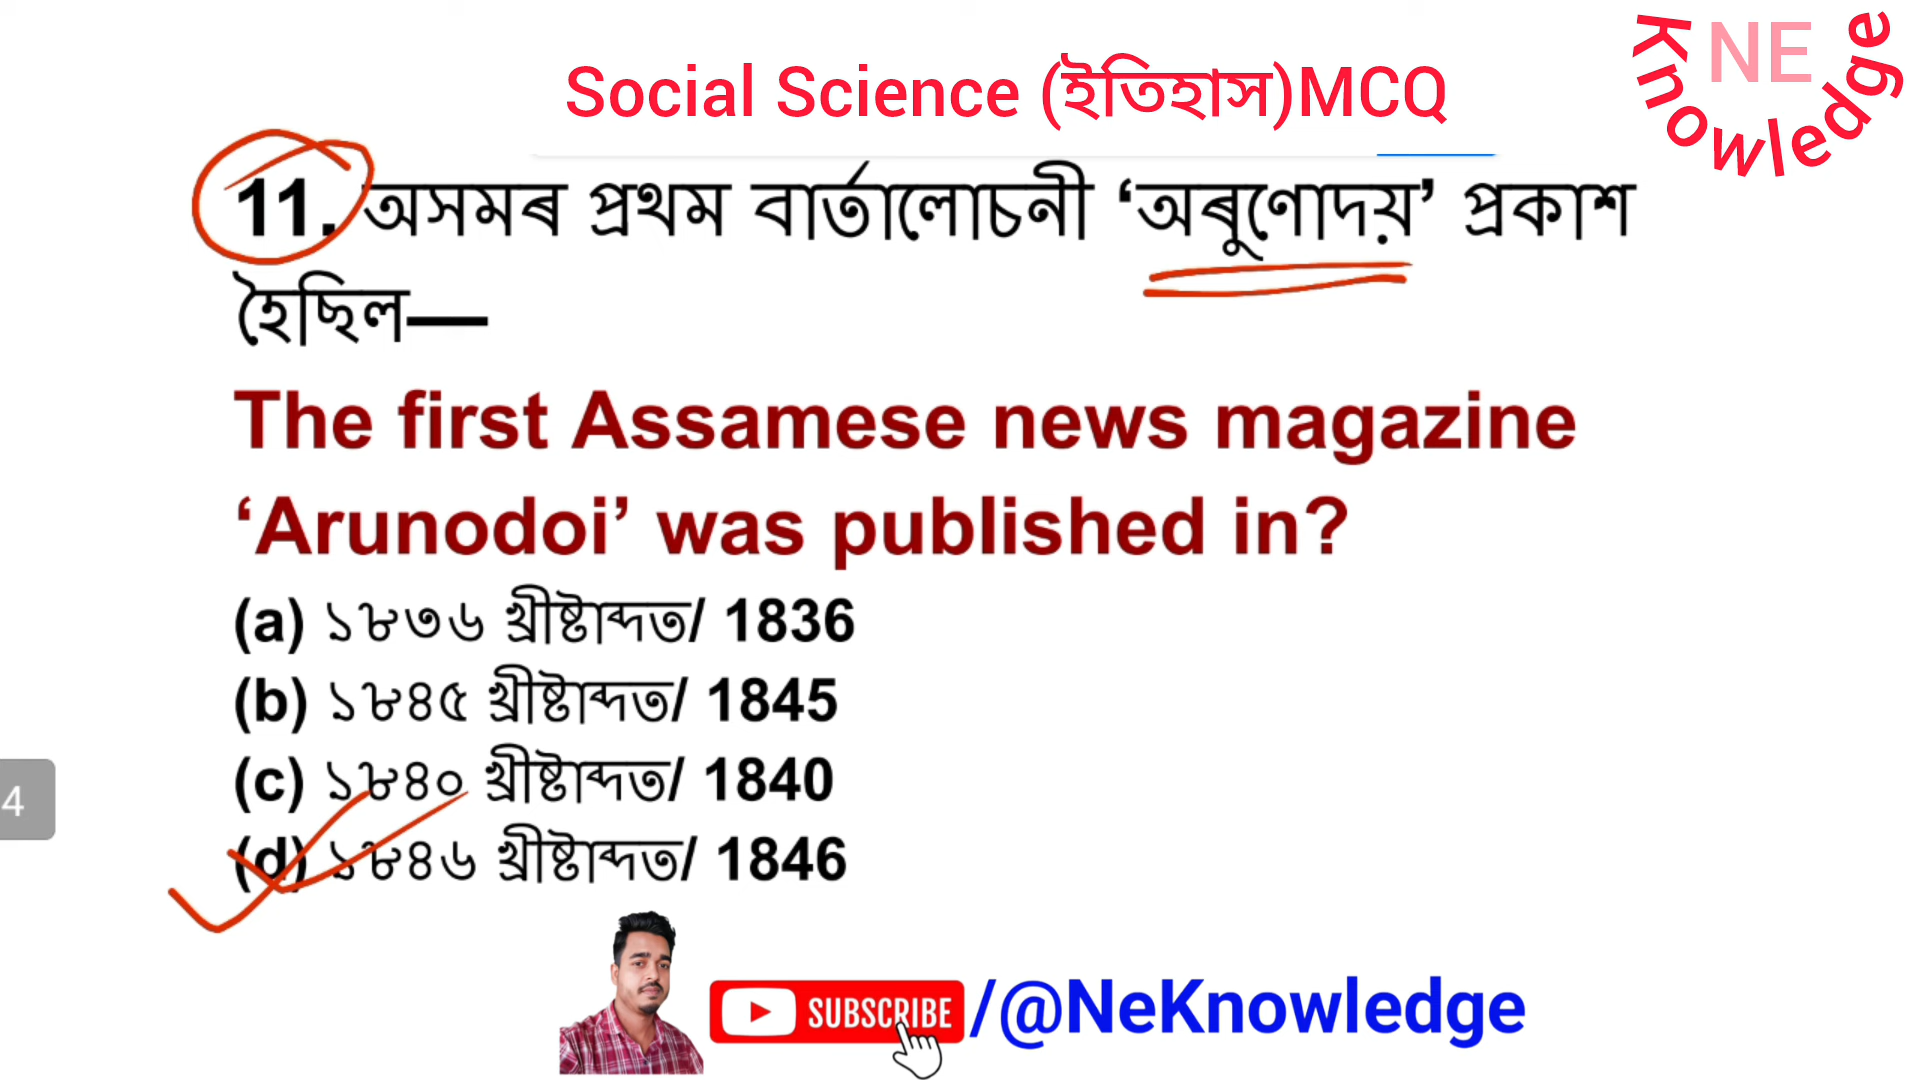 Social Science (ইতিহাস)MCQ
NE
Knowledge
11. অসমৰ প্ৰথম বাৰ্তালোচনী ‘অৰুণোদয়’ প্ৰকাশ
হৈছিল—
The first Assamese news magazine
‘Arunodoi’ was published in?
(a) ১৮৩৬ খ্ৰীষ্টাব্দত/ 1836
(b) ১৮৪৫ খ্ৰীষ্টাব্দত/ 1845
(c) ১৮৪০ খ্ৰীষ্টাব্দত/ 1840
4
(d) ১৮৪৬ খ্ৰীষ্টাব্দত/ 1846
SUBSCRIBE /@NeKnowledge